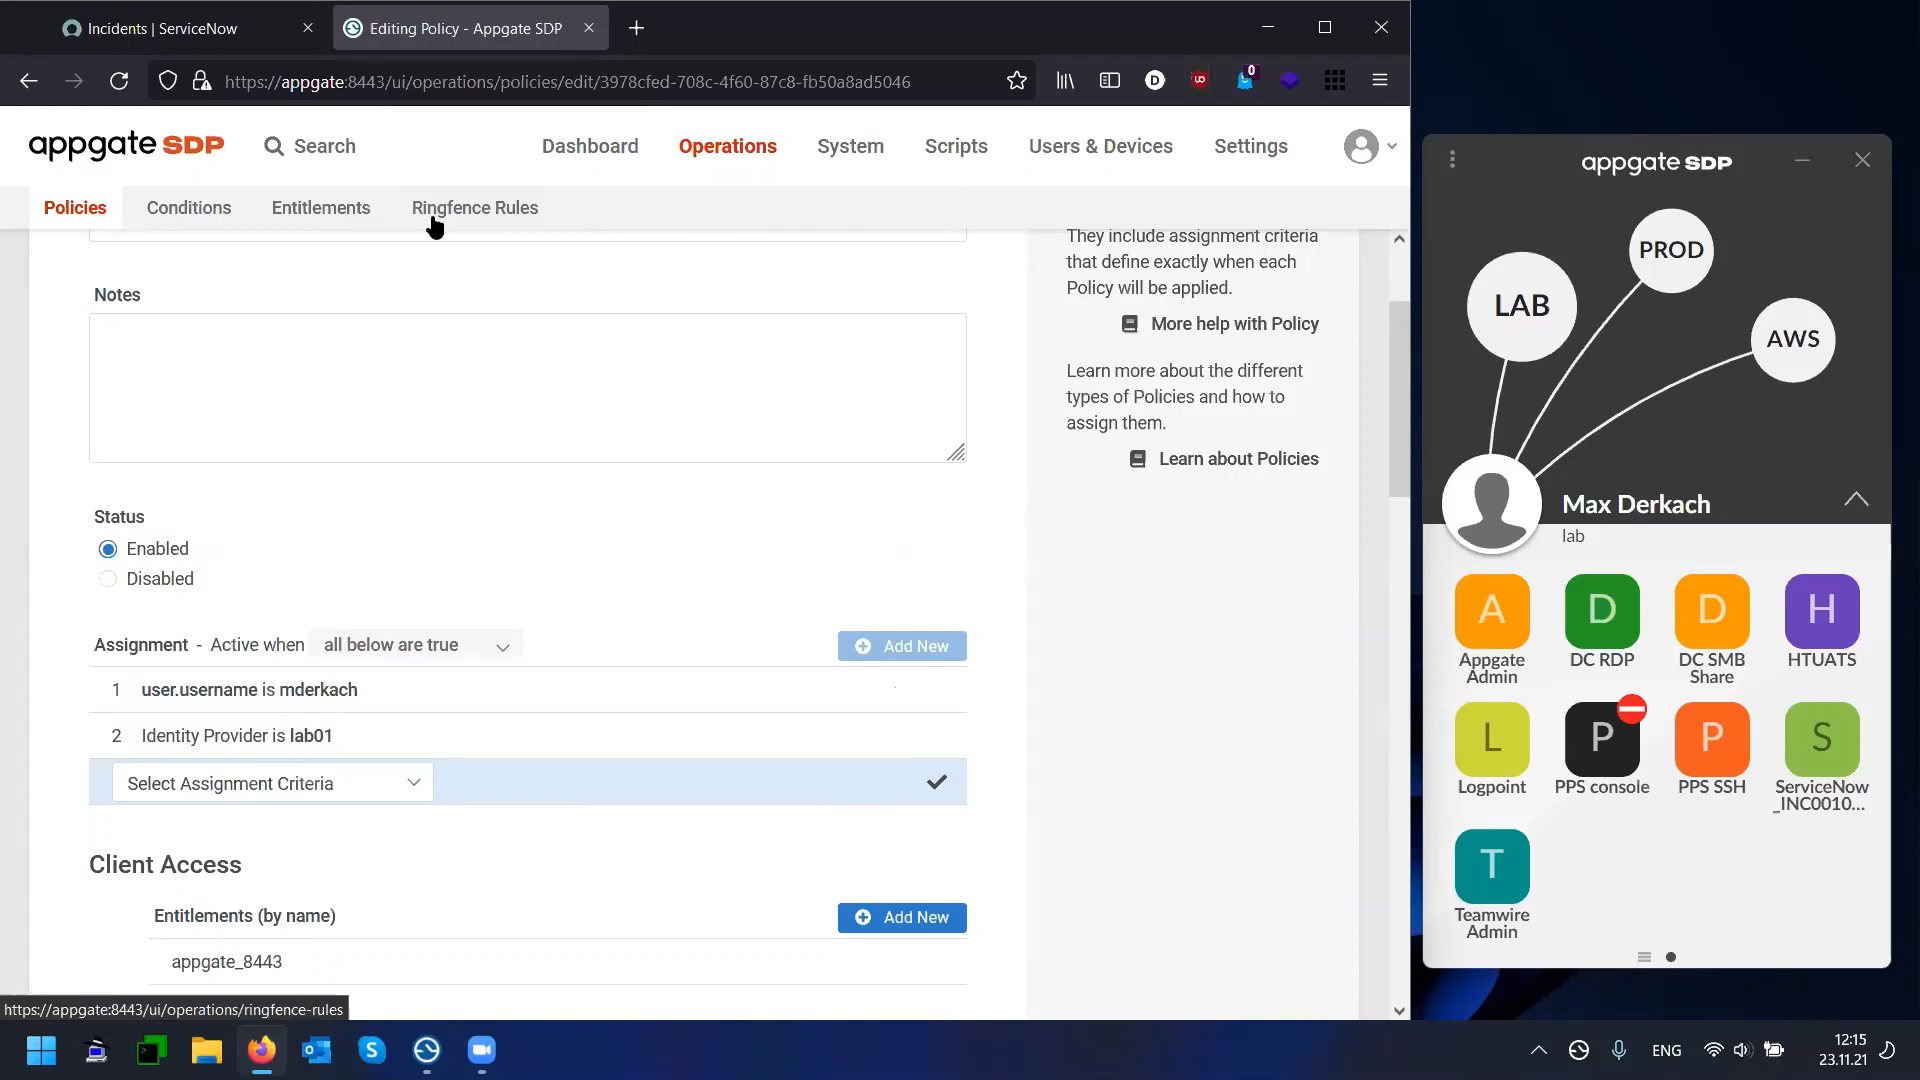 Incidents | ServiceNow
Editing Policy - Appgate SDP
https://appgate:8443/ui/operations/policies/edit/3978cfed-708c-4f60-87c8-fb50a8ad5046
D
0
appgate SDP
Search
Dashboard
Operations
System
Scripts
Users & Devices
Settings
Policies
Conditions
Entitlements
Ringfence Rules
They include assignment criteria
that define exactly when each
Policy will be applied.
More help with Policy
Learn more about the different
types of Policies and how to
assign them.
Learn about Policies
Notes
Status
Enabled
Disabled
Assignment - Active when all below are true
Add New
1 user.username is mderkach
2 Identity Provider is lab01
Select Assignment Criteria
Client Access
Entitlements (by name)
Add New
appgate_8443
https://appgate:8443/ui/operations/ringfence-rules
appgate SDP
LAB
PROD
AWS
Max Derkach
lab
A
Appgate
Admin
D
DC RDP
D
DC SMB
Share
H
HTUATS
L
Logpoint
P
PPS console
P
PPS SSH
S
ServiceNow
_INC0010...
T
Teamwire
Admin
ENG
12:15
23.11.21